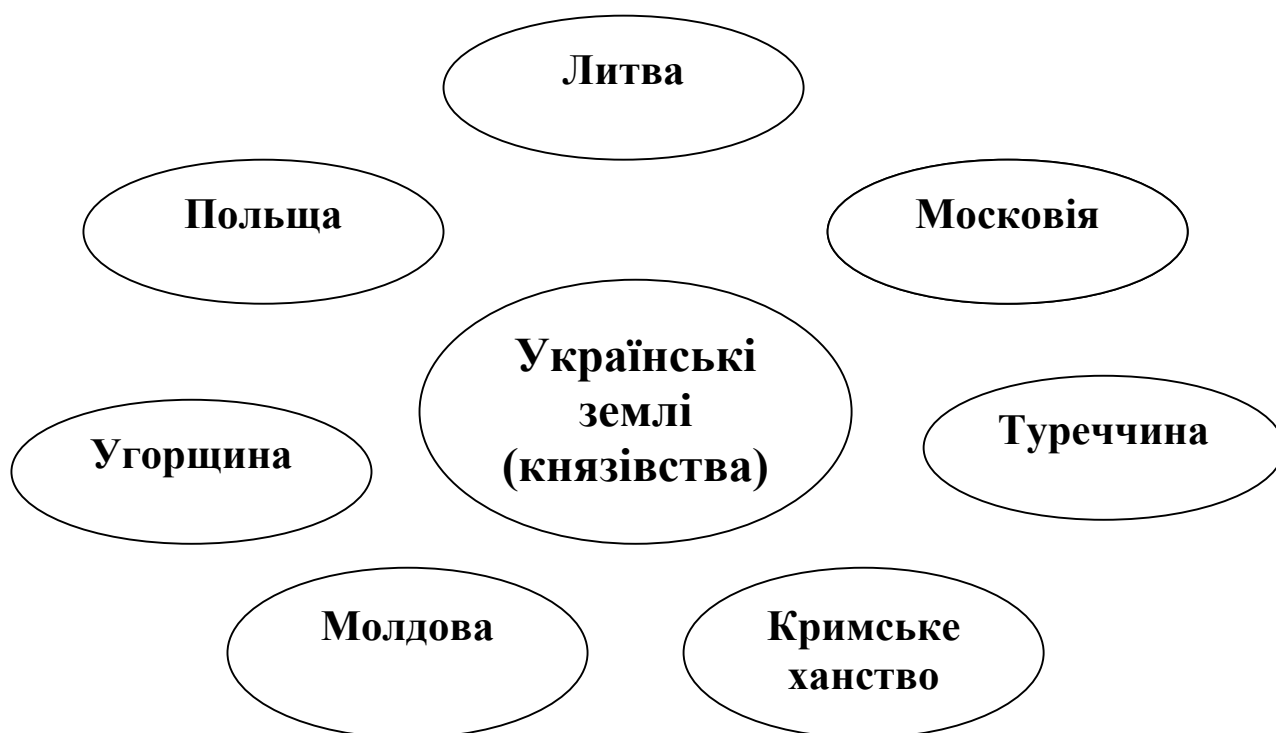 Литва
Польща
Московія
Українські
землі
(князівства)
Угорщина
Туреччина
Молдова
Кримське
ханство